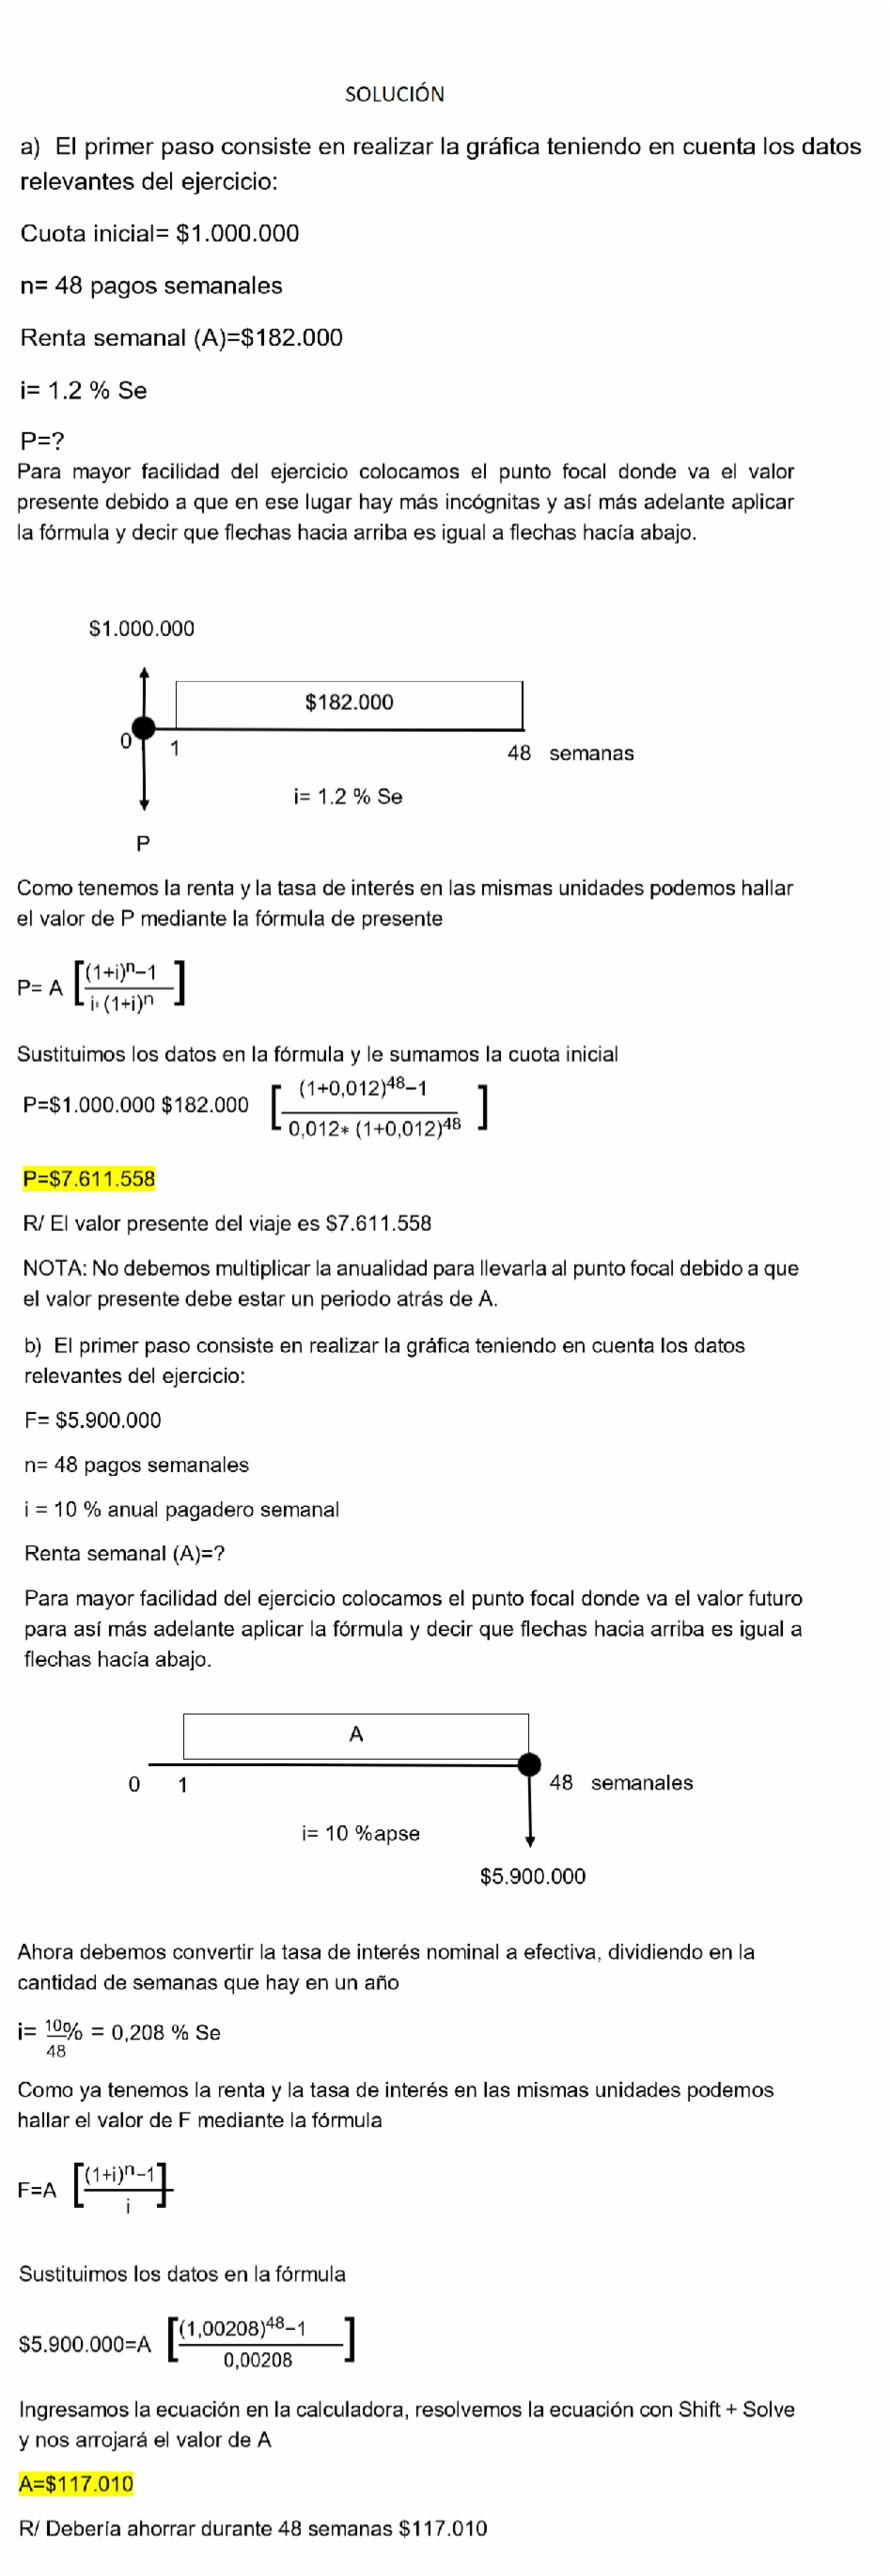 SOLUCIÓN
a) El primer paso consiste en realizar la gráfica teniendo en cuenta los datos
relevantes del ejercicio:
Cuota inicial= $1.000.000
n= 48 pagos semanales
Renta semanal (A)=$182.000
i= 1.2 % Se
P=?
Para mayor facilidad del ejercicio colocamos el punto focal donde va el valor
presente debido a que en ese lugar hay más incógnitas y así más adelante aplicar
la fórmula y decir que flechas hacia arriba es igual a flechas hacía abajo.
$1.000.000
$182.000
0 1 48 semanas
i= 1.2 % Se
P
Como tenemos la renta y la tasa de interés en las mismas unidades podemos hallar
el valor de P mediante la fórmula de presente
P= A [((1+i)ⁿ−1)/(i*(1+i)ⁿ)]
Sustituimos los datos en la fórmula y le sumamos la cuota inicial
P=$1.000.000 $182.000 [((1+0,012)⁴⁸−1)/(0,012*(1+0,012)⁴⁸)]
P=$7.611.558
R/ El valor presente del viaje es $7.611.558
NOTA: No debemos multiplicar la anualidad para llevarla al punto focal debido a que
el valor presente debe estar un periodo atrás de A.
b) El primer paso consiste en realizar la gráfica teniendo en cuenta los datos
relevantes del ejercicio:
F= $5.900.000
n= 48 pagos semanales
i = 10 % anual pagadero semanal
Renta semanal (A)=?
Para mayor facilidad del ejercicio colocamos el punto focal donde va el valor futuro
para así más adelante aplicar la fórmula y decir que flechas hacia arriba es igual a
flechas hacía abajo.
A
0 1 48 semanales
i= 10 %apse
$5.900.000
Ahora debemos convertir la tasa de interés nominal a efectiva, dividiendo en la
cantidad de semanas que hay en un año
i= 10%/48 = 0,208 % Se
Como ya tenemos la renta y la tasa de interés en las mismas unidades podemos
hallar el valor de F mediante la fórmula
F=A [((1+i)ⁿ−1)/i]
Sustituimos los datos en la fórmula
$5.900.000=A [((1,00208)⁴⁸−1)/0,00208]
Ingresamos la ecuación en la calculadora, resolvemos la ecuación con Shift + Solve
y nos arrojará el valor de A
A=$117.010
R/ Debería ahorrar durante 48 semanas $117.010